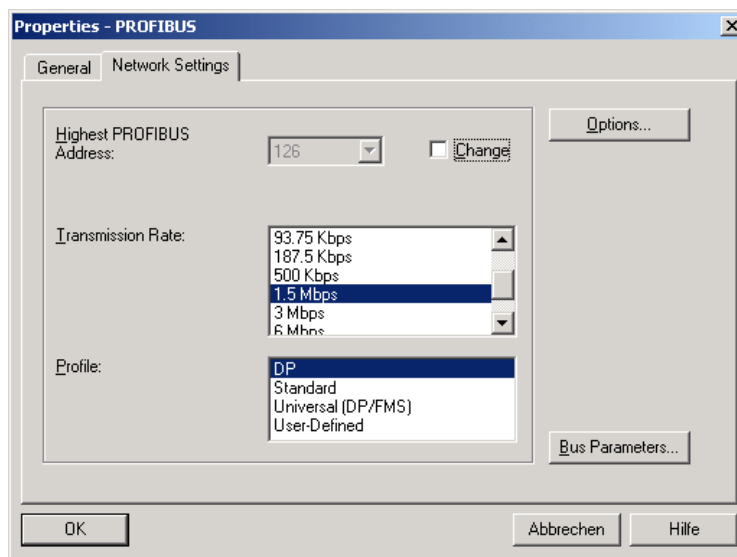 Properties - PROFIBUS
General
Network Settings
Highest PROFIBUS
Address:
126
Change
Options...
Transmission Rate:
93.75 Kbps
187.5 Kbps
500 Kbps
1.5 Mbps
3 Mbps
6 Mbps
Profile:
DP
Standard
Universal (DP/FMS)
User-Defined
Bus Parameters...
OK
Abbrechen
Hilfe